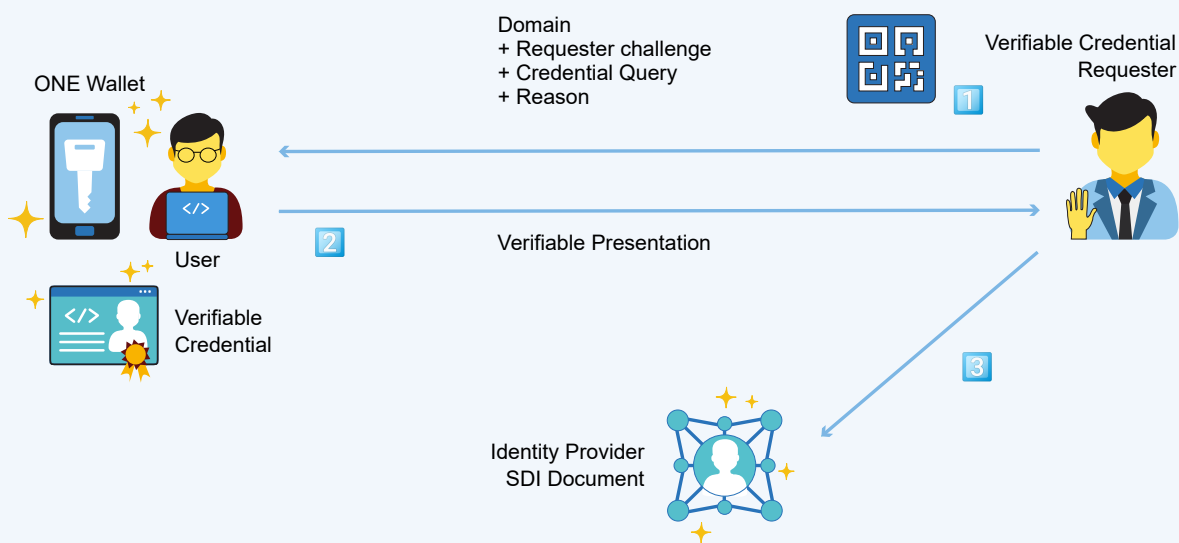 Domain
+ Requester challenge
+ Credential Query
+ Reason
Verifiable Credential
Requester
ONE Wallet
1
</>
2
Verifiable Presentation
User
</>
Verifiable
Credential
3
Identity Provider
SDI Document